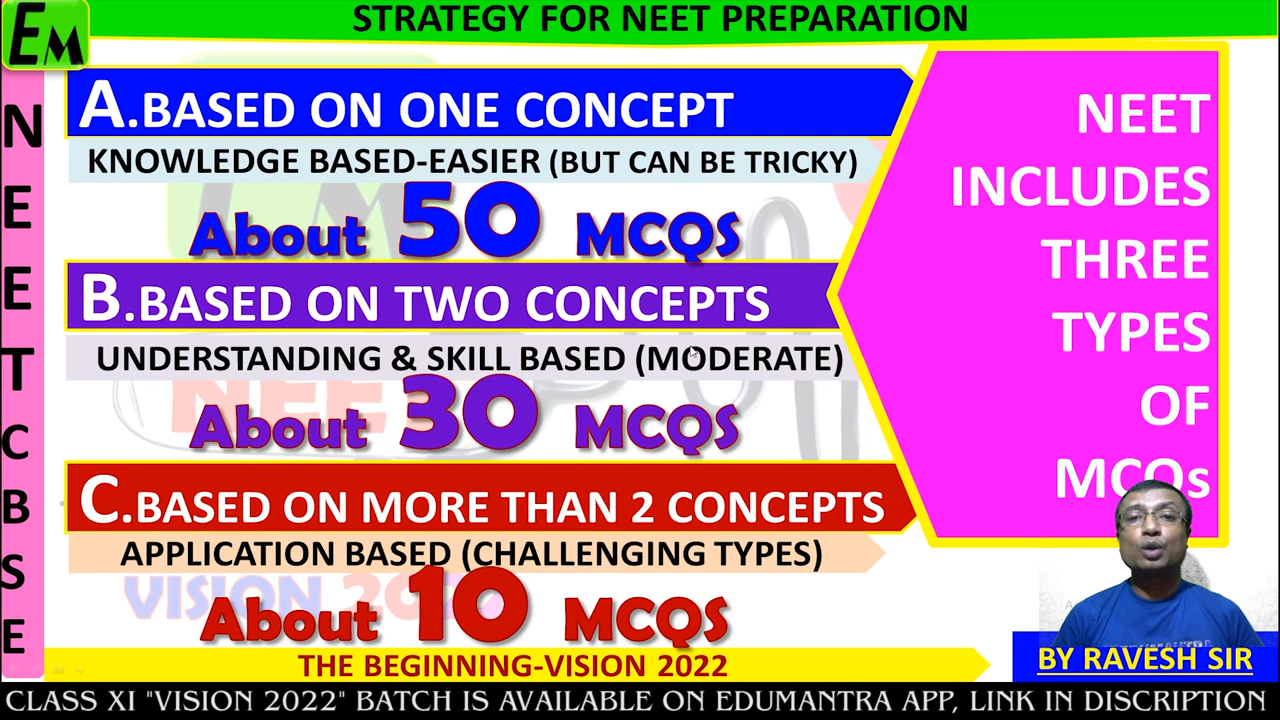 STRATEGY FOR NEET PREPARATION
EM
NEETCBSE
A.BASED ON ONE CONCEPT
KNOWLEDGE BASED-EASIER (BUT CAN BE TRICKY)
About 50 MCQS
B.BASED ON TWO CONCEPTS
UNDERSTANDING & SKILL BASED (MODERATE)
About 30 MCQS
C.BASED ON MORE THAN 2 CONCEPTS
APPLICATION BASED (CHALLENGING TYPES)
VISION
About 10 MCQS
NEET
INCLUDES
THREE
TYPES
OF
MCQs
THE BEGINNING-VISION 2022
BY RAVESH SIR
CLASS XI "VISION 2022" BATCH IS AVAILABLE ON EDUMANTRA APP, LINK IN DISCRIPTION